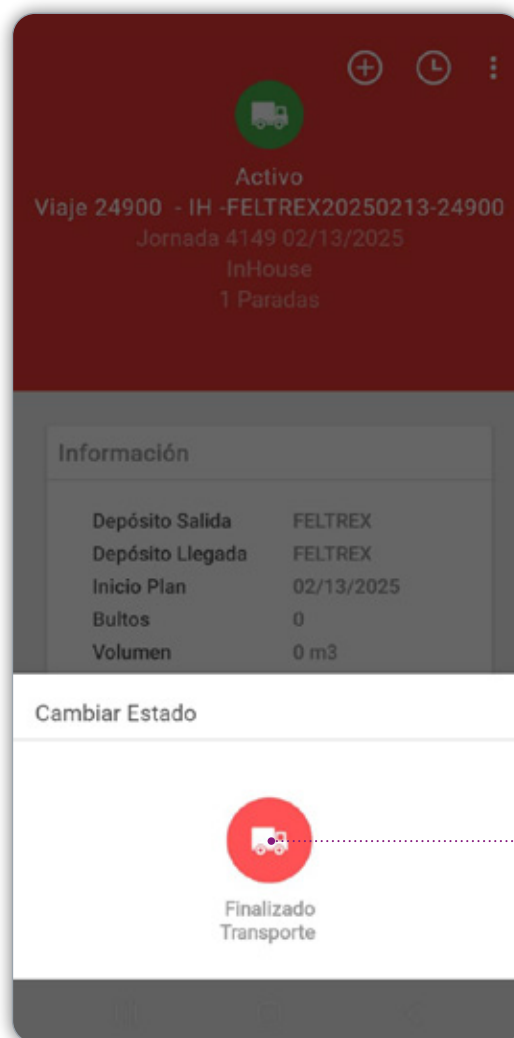 Activo
Viaje 24900 - IH -FELTREX20250213-24900
Jornada 4149 02/13/2025
InHouse
1 Paradas
Información
Depósito Salida FELTREX
Depósito Llegada FELTREX
Inicio Plan 02/13/2025
Bultos 0
Volumen 0 m3
Cambiar Estado
Finalizado
Transporte